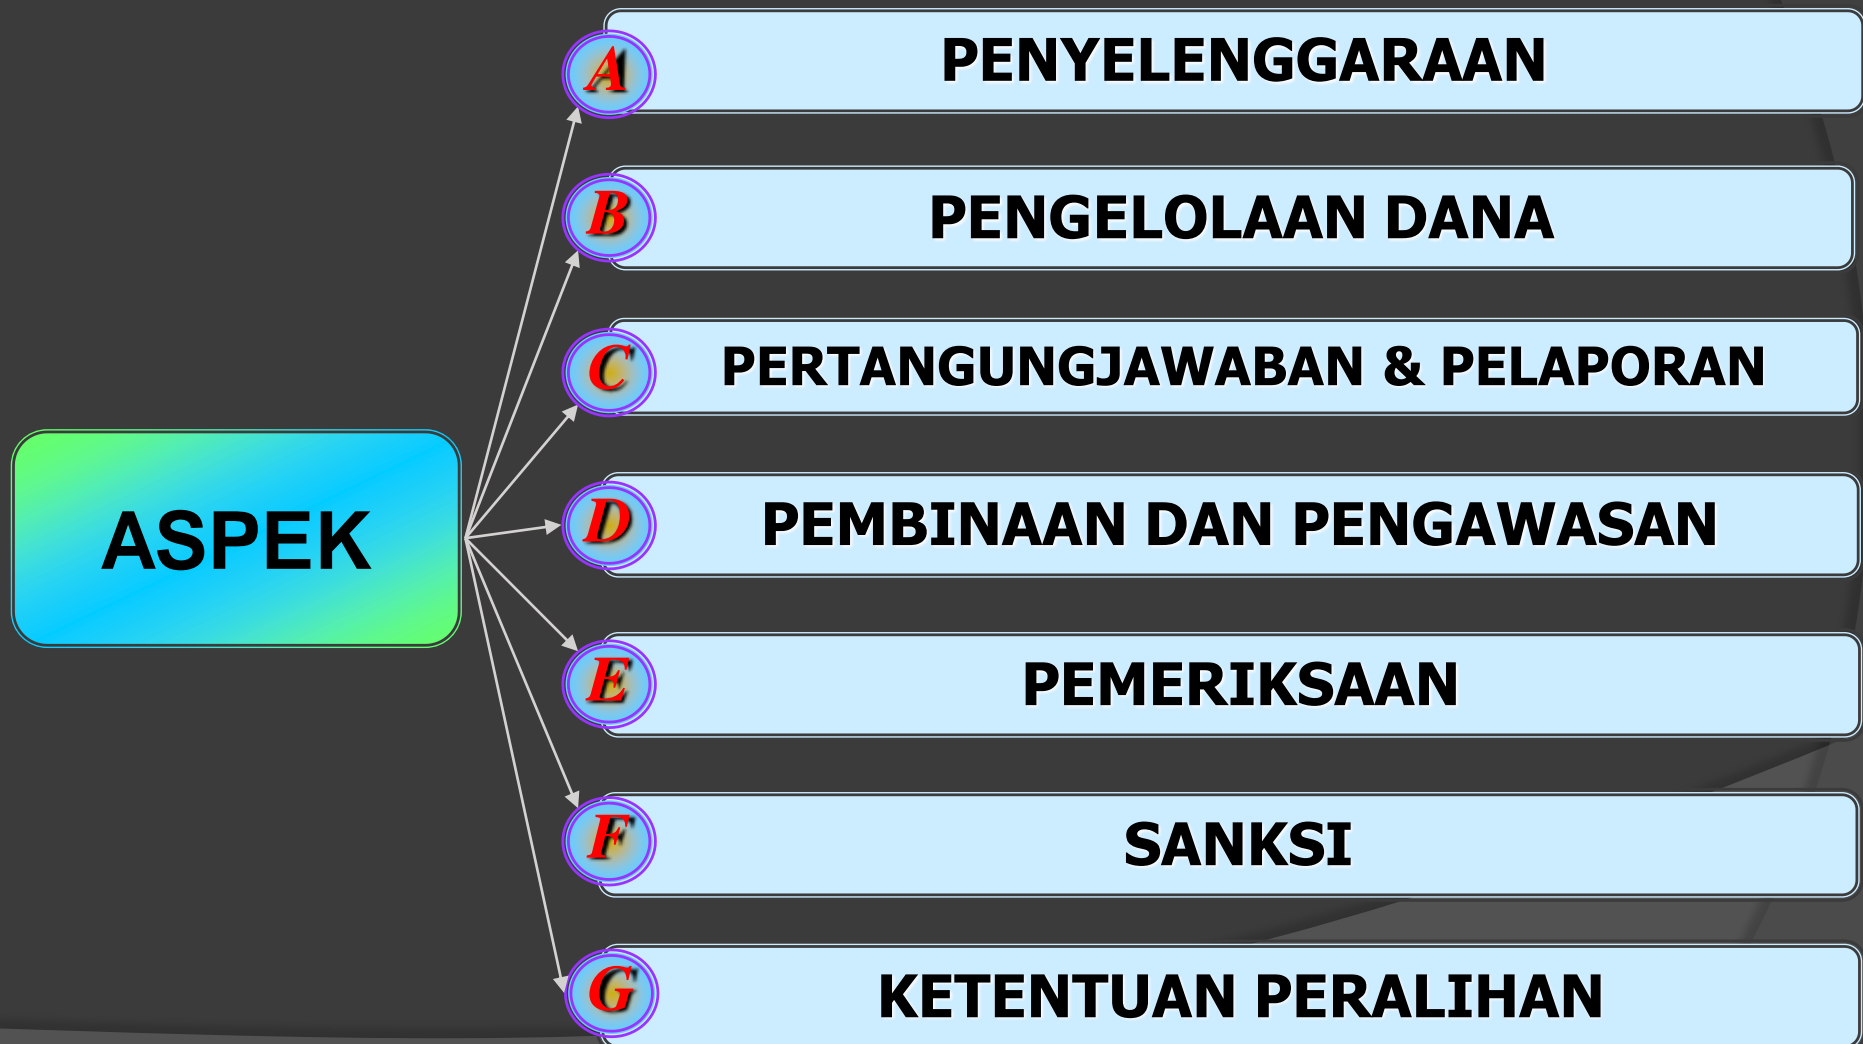 A PENYELENGGARAAN
B PENGELOLAAN DANA
C PERTANGUNGJAWABAN & PELAPORAN
ASPEK
D PEMBINAAN DAN PENGAWASAN
E PEMERIKSAAN
F SANKSI
G KETENTUAN PERALIHAN